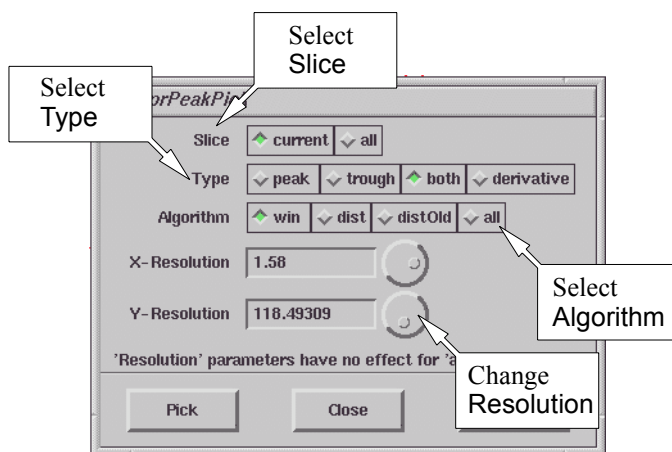 Select
Slice
Select
Type
orPeakPi
Slice current all
Type peak trough both derivative
Algorithm win dist distOld all
X-Resolution 1.58
Y-Resolution 118.49309
Select
Algorithm
'Resolution' parameters have no effect for 'a
Change
Resolution
Pick Close